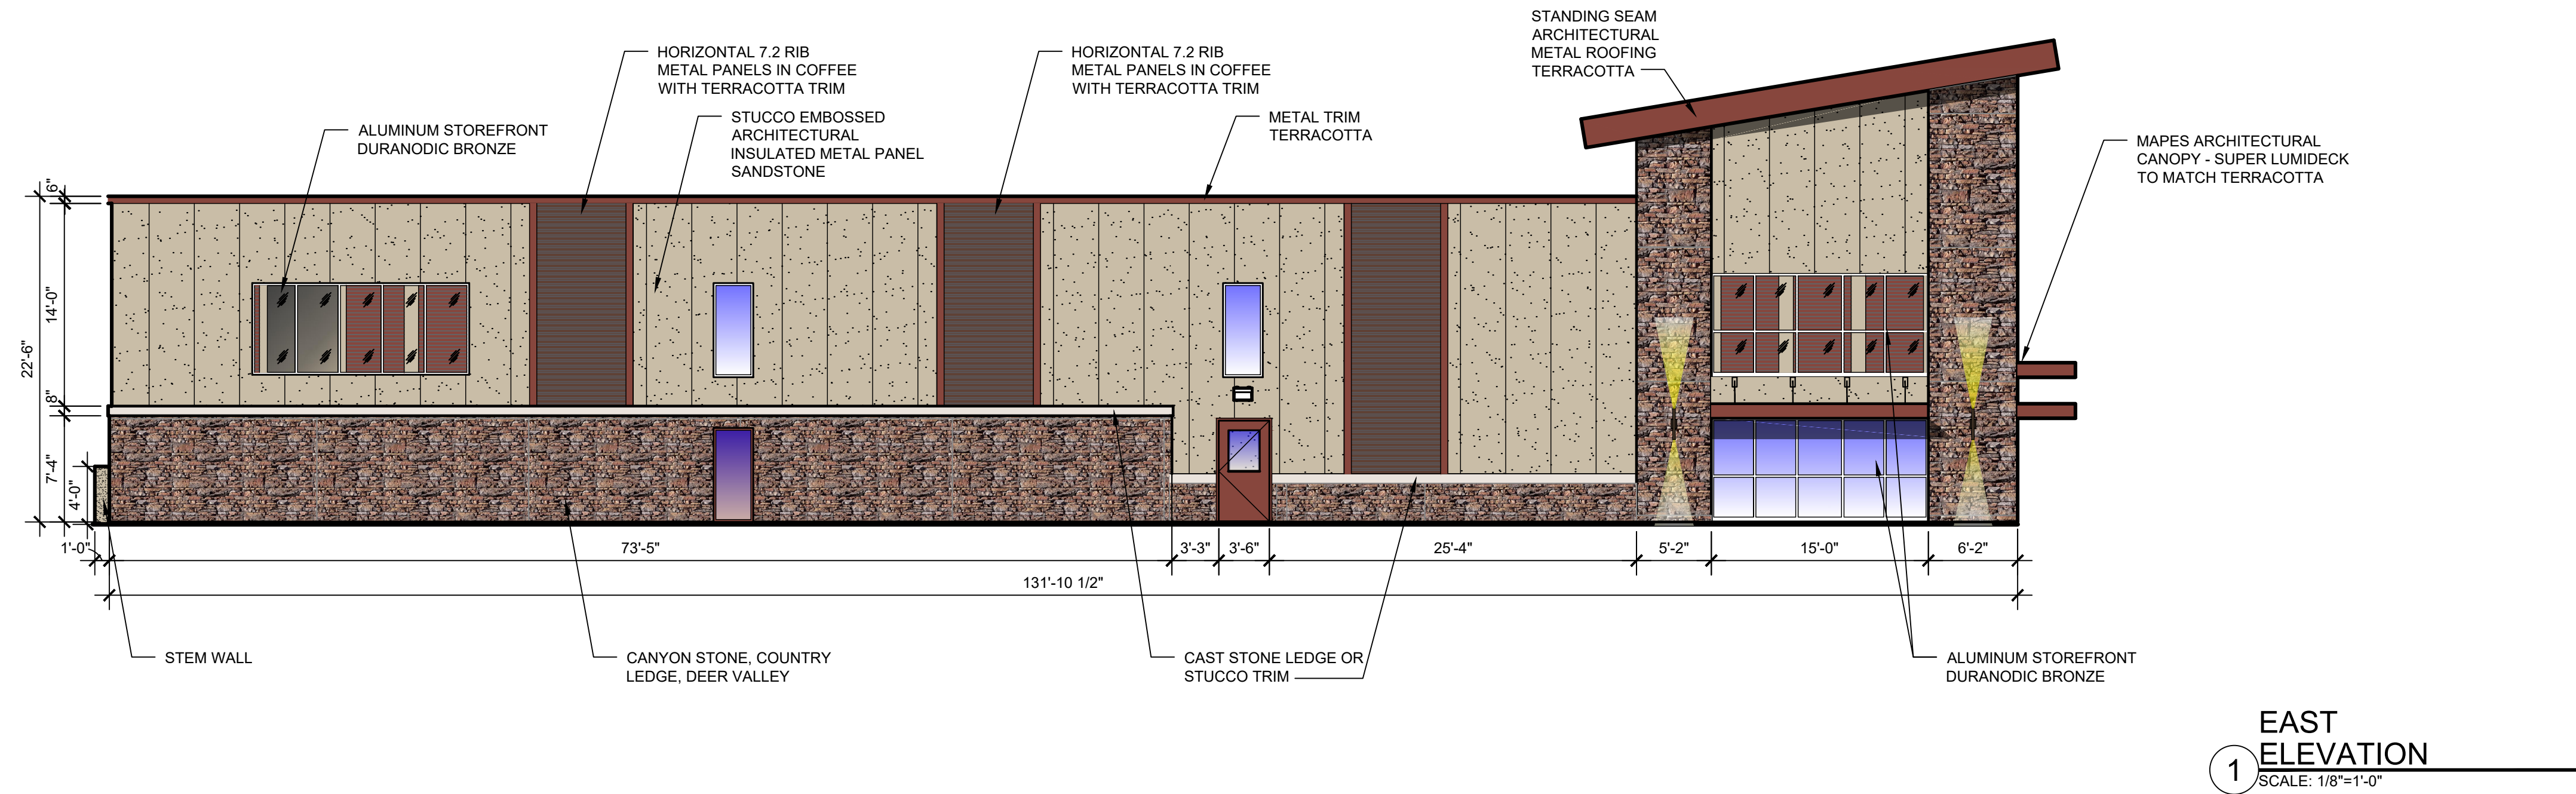 STANDING SEAM
ARCHITECTURAL
METAL ROOFING
TERRACOTTA
HORIZONTAL 7.2 RIB
METAL PANELS IN COFFEE
WITH TERRACOTTA TRIM
HORIZONTAL 7.2 RIB
METAL PANELS IN COFFEE
WITH TERRACOTTA TRIM
ALUMINUM STOREFRONT
DURANODIC BRONZE
STUCCO EMBOSSED
ARCHITECTURAL
INSULATED METAL PANEL
SANDSTONE
METAL TRIM
TERRACOTTA
MAPES ARCHITECTURAL
CANOPY - SUPER LUMIDECK
TO MATCH TERRACOTTA
6"
14'-0"
22'-6"
8"
7'-4"
4'-0"
1'-0"
73'-5"
3'-3"
3'-6"
25'-4"
5'-2"
15'-0"
6'-2"
131'-10 1/2"
STEM WALL
CANYON STONE, COUNTRY
LEDGE, DEER VALLEY
CAST STONE LEDGE OR
STUCCO TRIM
ALUMINUM STOREFRONT
DURANODIC BRONZE
1
EAST
ELEVATION
SCALE: 1/8"=1'-0"